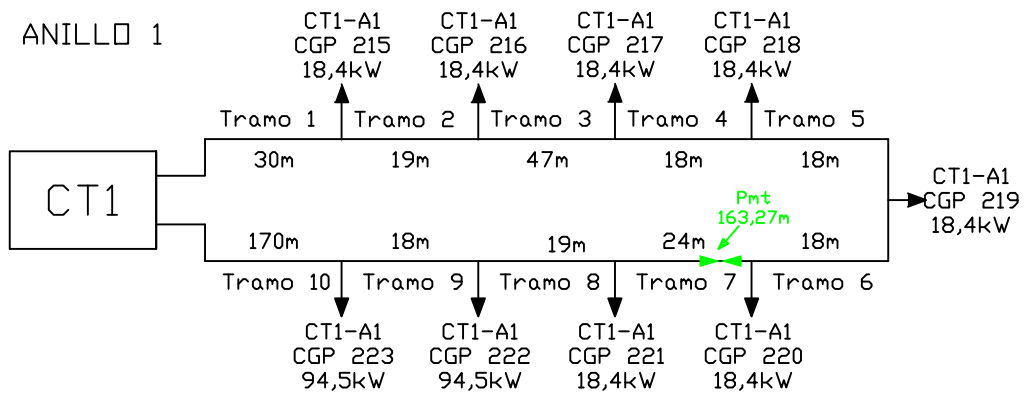 ANILLO 1
CT1-A1
CGP 215
18,4kW
CT1-A1
CGP 216
18,4kW
CT1-A1
CGP 217
18,4kW
CT1-A1
CGP 218
18,4kW
Tramo 1
Tramo 2
Tramo 3
Tramo 4
Tramo 5
30m
19m
47m
18m
18m
CT1
CT1-A1
CGP 219
18,4kW
Pmt
163,27m
170m
18m
19m
24m
18m
Tramo 10
Tramo 9
Tramo 8
Tramo 7
Tramo 6
CT1-A1
CGP 223
94,5kW
CT1-A1
CGP 222
94,5kW
CT1-A1
CGP 221
18,4kW
CT1-A1
CGP 220
18,4kW